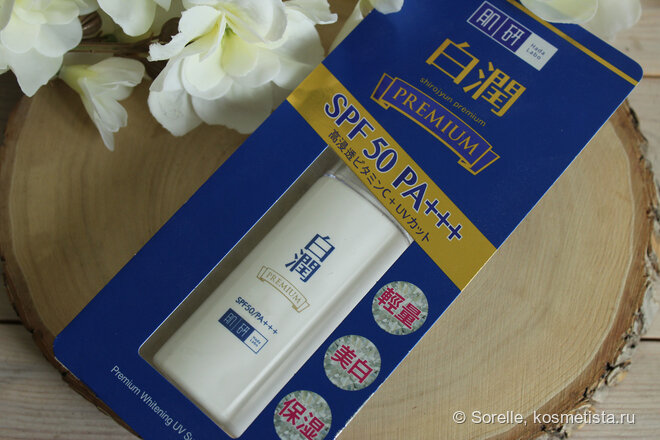 肌研
Hada
Labo
白潤
shirojyun premium
PREMIUM
SPF 50 PA+++
高浸透ビタミンC+UVカット
白潤
PREMIUM
SPF50/PA+++
肌研
Hada
Labo
輕量
美白
保湿
Premium Whitening UV
© Sorelle, kosmetista.ru